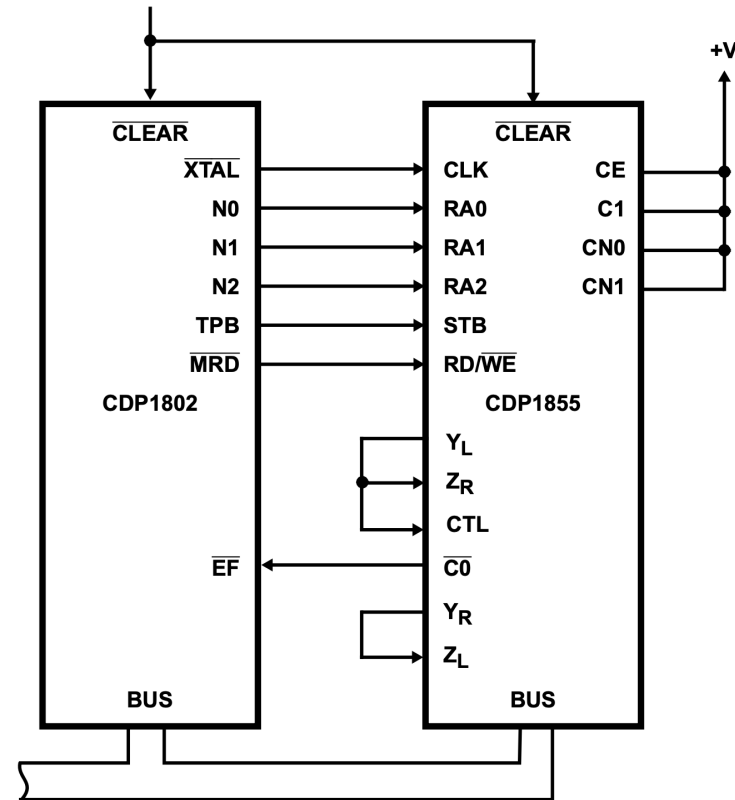 +V
CLEAR
XTAL
N0
N1
N2
TPB
MRD
CDP1802
EF
BUS
CLEAR
CLK CE
RA0 C1
RA1 CN0
RA2 CN1
STB
RD/WE
CDP1855
YL
ZR
CTL
C0
YR
ZL
BUS